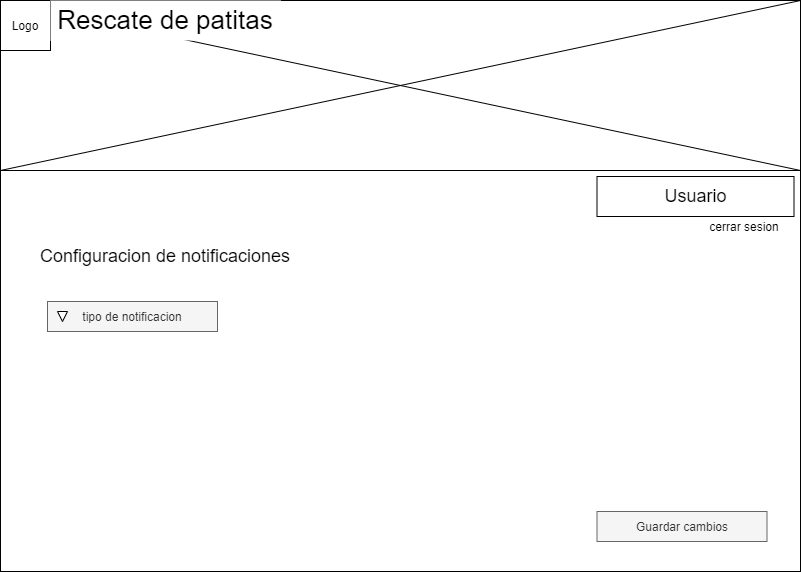 Logo
Rescate de patitas
Usuario
cerrar sesion
Configuracion de notificaciones
tipo de notificacion
Guardar cambios